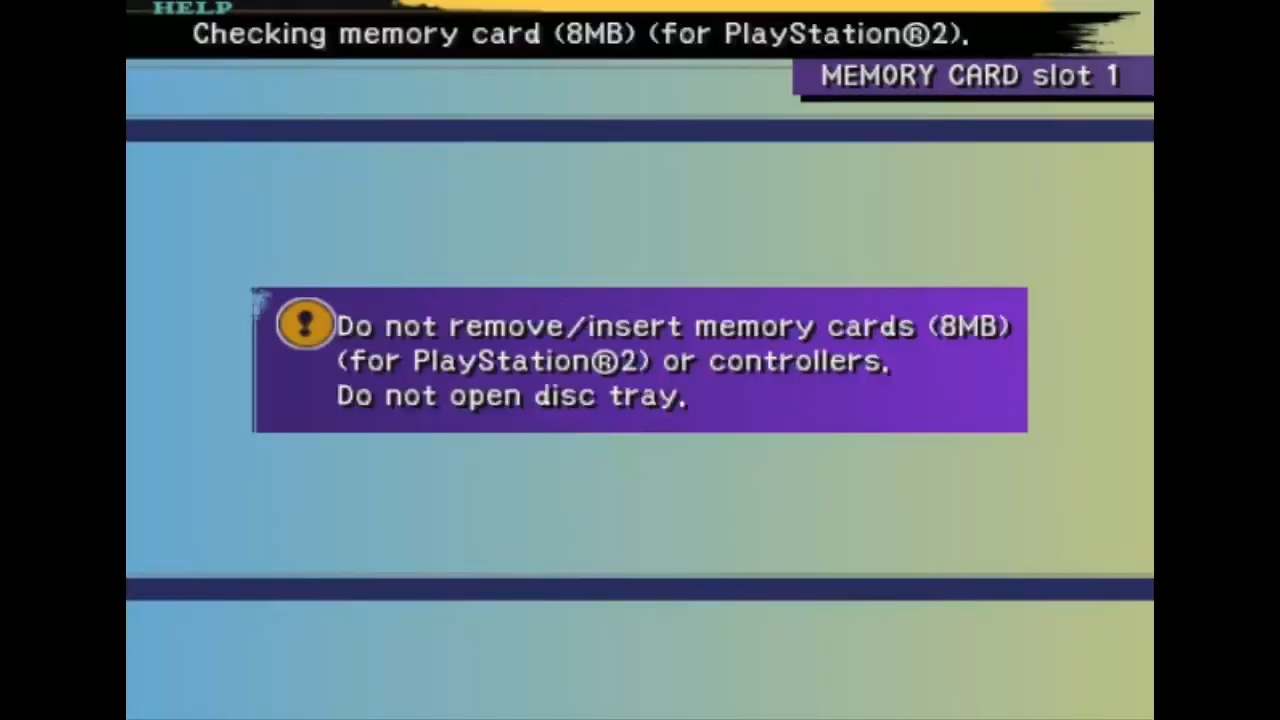 HELP
Checking memory card (8MB) (for PlayStation®2).
MEMORY CARD slot 1
Do not remove/insert memory cards (8MB)
(for PlayStation®2) or controllers.
Do not open disc tray.